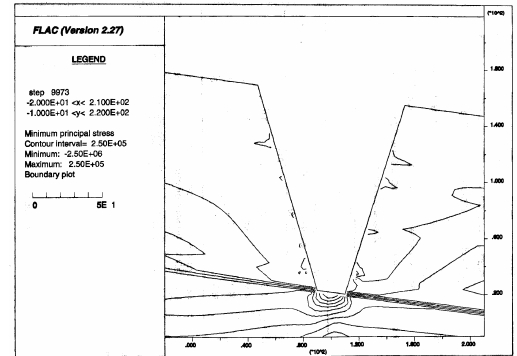 FLAC (Version 2.27)
LEGEND
step 9973
-2.000E+01 <x< 2.100E+02
-1.000E+01 <y< 2.200E+02
Minimum principal stress
Contour interval= 2.50E+05
Minimum: -2.50E+06
Maximum: 2.50E+05
Boundary plot
0 5E 1
(*10^2)
1.800
1.400
1.000
.600
.200
.000 .400 .800 1.200 1.600 2.000
(*10^2)